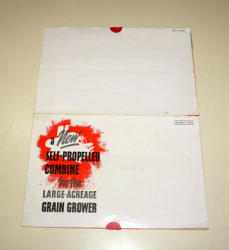 a New
SELF-PROPELLED
COMBINE
for the
LARGE-ACREAGE
GRAIN GROWER